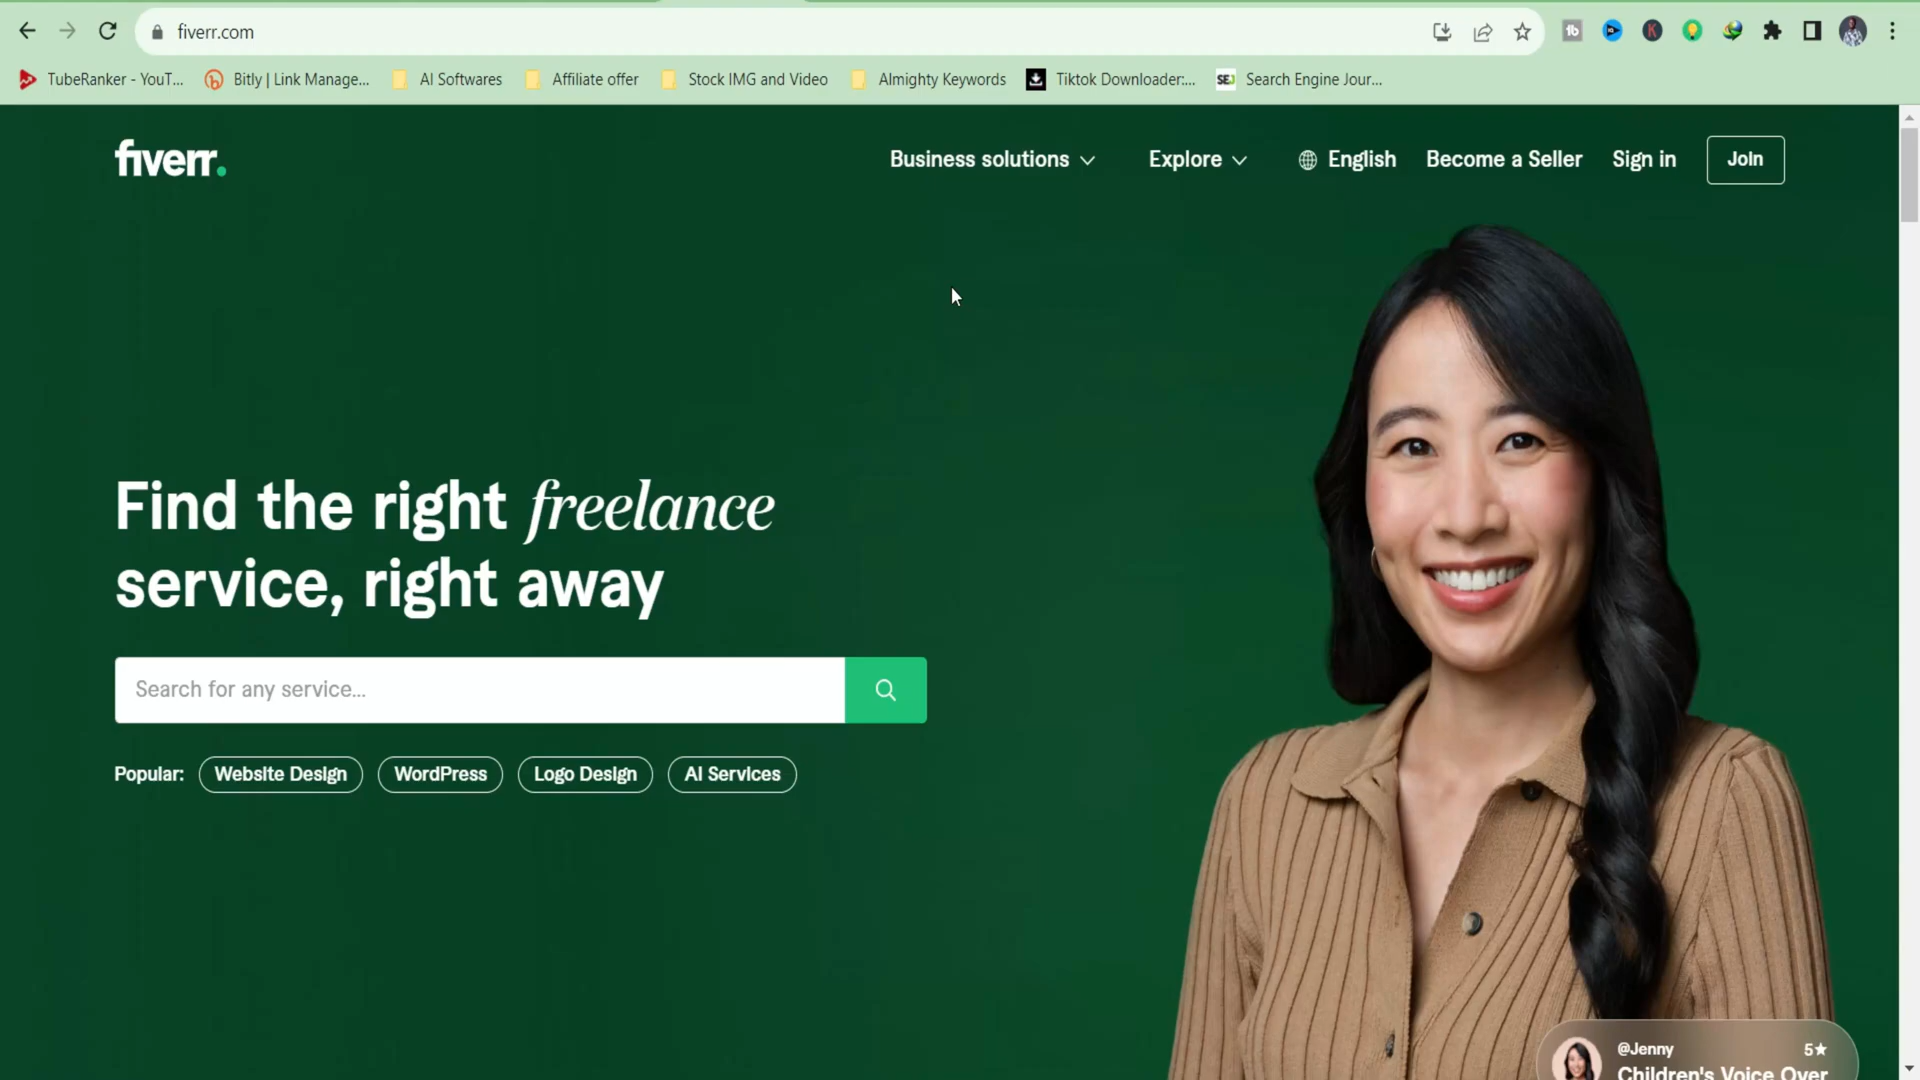 fiverr.com
TubeRanker - YouT... Bitly | Link Manage... AI Softwares Affiliate offer Stock IMG and Video Almighty Keywords Tiktok Downloader:... SEJ Search Engine Jour...
fiverr. Business solutions Explore English Become a Seller Sign in Join
Find the right freelance
service, right away
Search for any service...
Popular: Website Design WordPress Logo Design AI Services
@Jenny 5★
Children's Voice Over